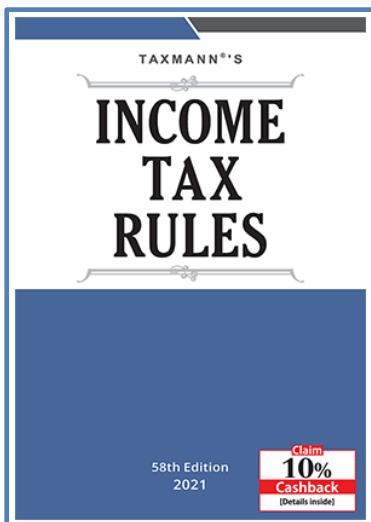 TAXMANN®'S
INCOME
TAX
RULES
58th Edition
2021
Claim
10%
Cashback
[Details inside]